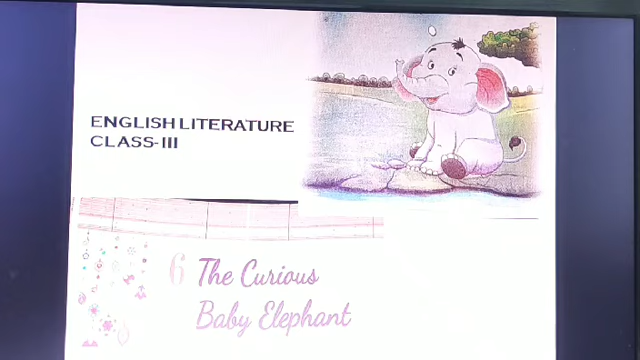 ENGLISH LITERATURE
CLASS-III
6 The Curious
Baby Elephant